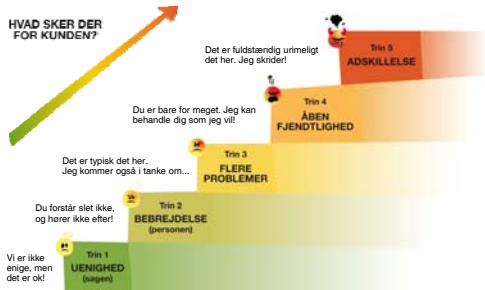 HVAD SKER DER
FOR KUNDEN?
Det er fuldstændig urimeligt
det her. Jeg skrider!
Trin 5
ADSKILLELSE
Du er bare for meget. Jeg kan
behandle dig som jeg vil!
Trin 4
ÅBEN
FJENDTLIGHED
Det er typisk det her.
Jeg kommer også i tanke om...
Trin 3
FLERE
PROBLEMER
Du forstår slet ikke,
og hører ikke efter!
Trin 2
BEBREJDELSE
(personen)
Vi er ikke
enige, men
det er ok!
Trin 1
UENIGHED
(sagen)